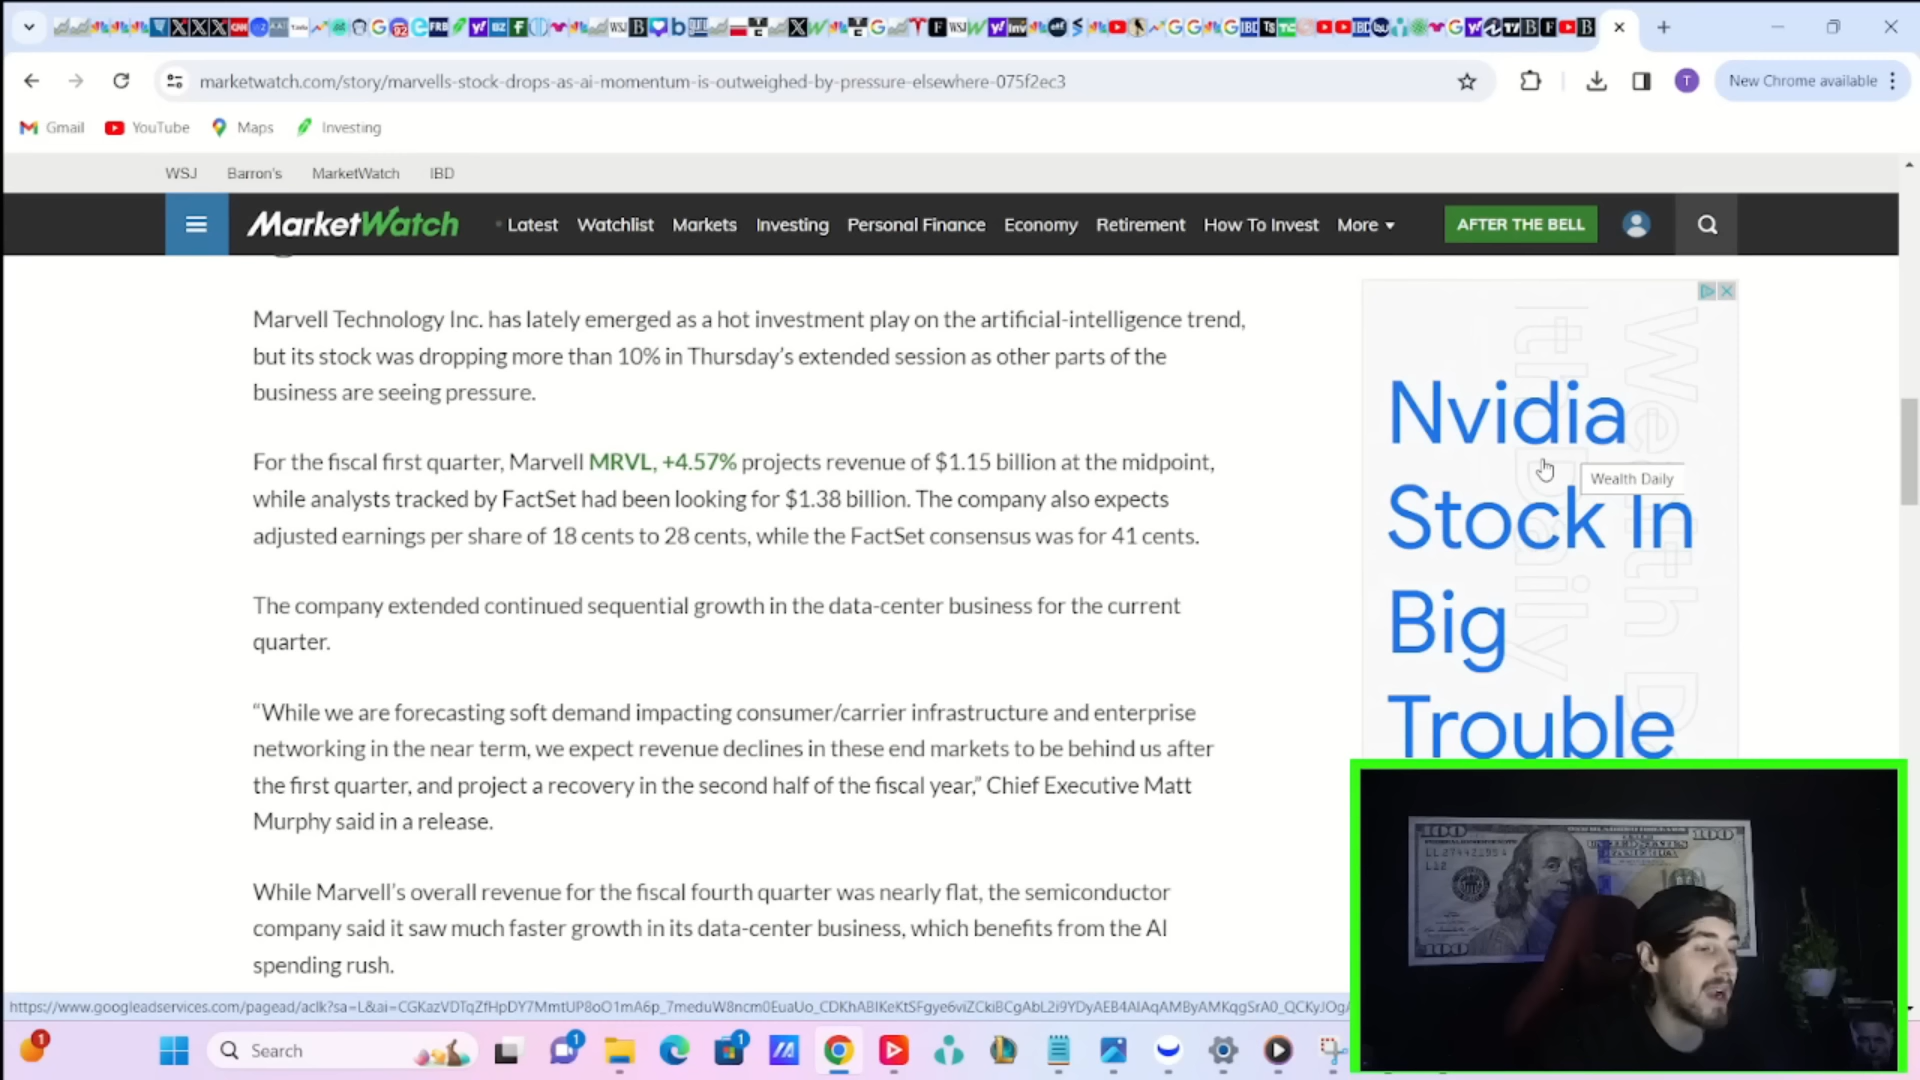 marketwatch.com/story/marvells-stock-drops-as-ai-momentum-is-outweighed-by-pressure-elsewhere-075f2ec3
T
New Chrome available
Gmail
YouTube
Maps
Investing
WSJ
Barron's
MarketWatch
IBD
MarketWatch
Latest
Watchlist
Markets
Investing
Personal Finance
Economy
Retirement
How To Invest
More
AFTER THE BELL
Marvell Technology Inc. has lately emerged as a hot investment play on the artificial-intelligence trend,
but its stock was dropping more than 10% in Thursday's extended session as other parts of the
business are seeing pressure.
For the fiscal first quarter, Marvell MRVL, +4.57% projects revenue of $1.15 billion at the midpoint,
while analysts tracked by FactSet had been looking for $1.38 billion. The company also expects
adjusted earnings per share of 18 cents to 28 cents, while the FactSet consensus was for 41 cents.
The company extended continued sequential growth in the data-center business for the current
quarter.
“While we are forecasting soft demand impacting consumer/carrier infrastructure and enterprise
networking in the near term, we expect revenue declines in these end markets to be behind us after
the first quarter, and project a recovery in the second half of the fiscal year,” Chief Executive Matt
Murphy said in a release.
While Marvell's overall revenue for the fiscal fourth quarter was nearly flat, the semiconductor
company said it saw much faster growth in its data-center business, which benefits from the AI
spending rush.
Nvidia
Stock In
Big
Trouble
Wealth Daily
100
100
100
Search
1
1
1